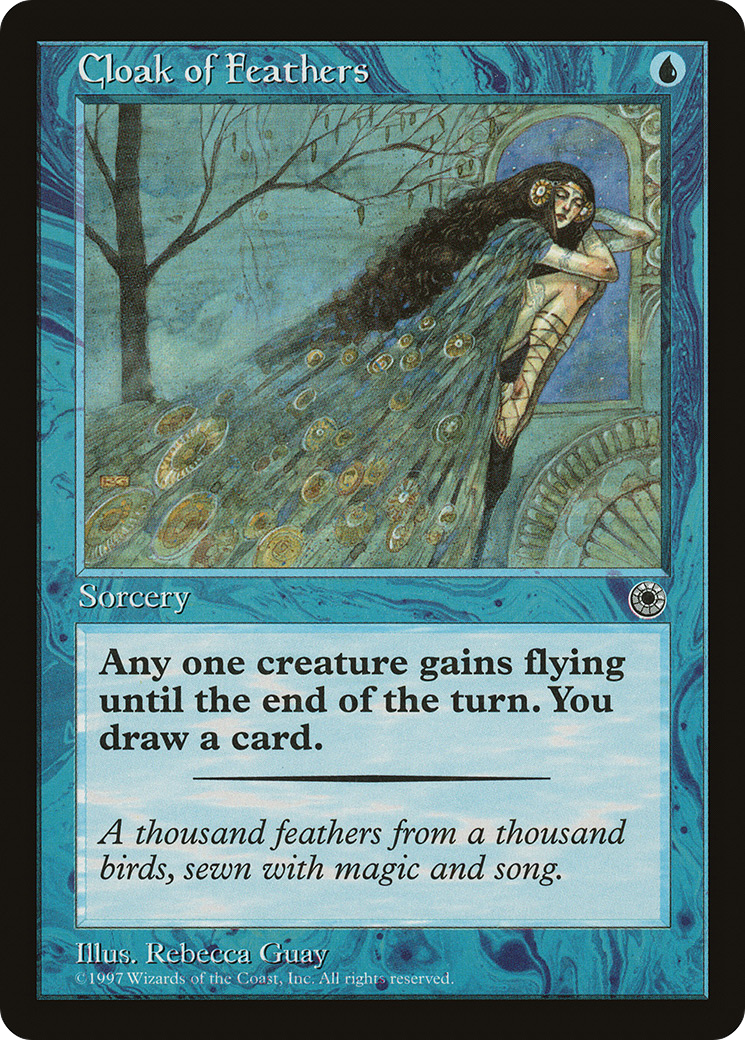 Cloak of Feathers
RG
Sorcery
Any one creature gains flying
until the end of the turn. You
draw a card.
A thousand feathers from a thousand
birds, sewn with magic and song.
Illus. Rebecca Guay
©1997 Wizards of the Coast, Inc. All rights reserved.